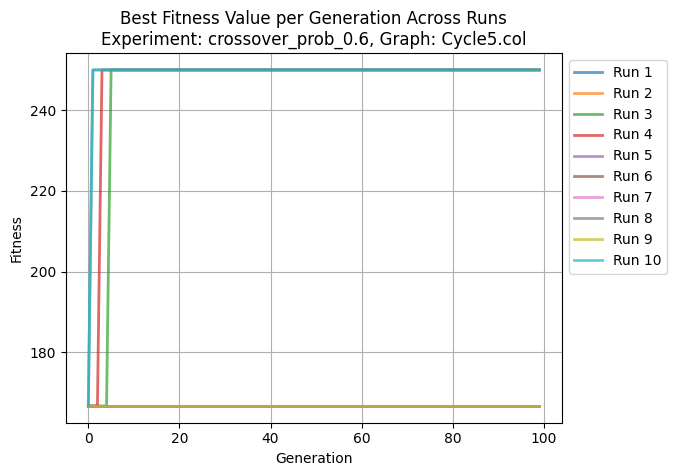 Best Fitness Value per Generation Across Runs
Experiment: crossover_prob_0.6, Graph: Cycle5.col
Fitness
240
220
200
180
0
20
40
60
80
100
Generation
Run 1
Run 2
Run 3
Run 4
Run 5
Run 6
Run 7
Run 8
Run 9
Run 10